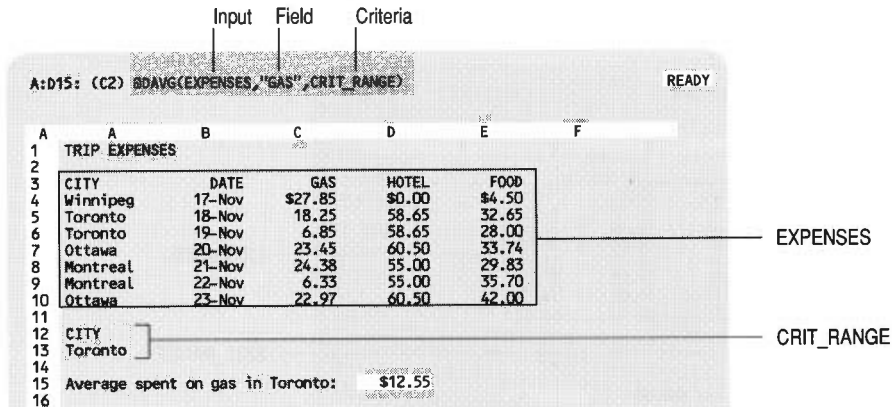 Input Field Criteria
A:D15: (C2) @DAVG(EXPENSES,"GAS",CRIT_RANGE) READY
A A B C D E F
1 TRIP EXPENSES
2
3 CITY DATE GAS HOTEL FOOD
4 Winnipeg 17-Nov $27.85 $0.00 $4.50
5 Toronto 18-Nov 18.25 58.65 32.65
6 Toronto 19-Nov 6.85 58.65 28.00
7 Ottawa 20-Nov 23.45 60.50 33.74
8 Montreal 21-Nov 24.38 55.00 29.83
9 Montreal 22-Nov 6.33 55.00 35.70
10 Ottawa 23-Nov 22.97 60.50 42.00
EXPENSES
11
12 CITY
13 Toronto
CRIT_RANGE
14
15 Average spent on gas in Toronto: $12.55
16